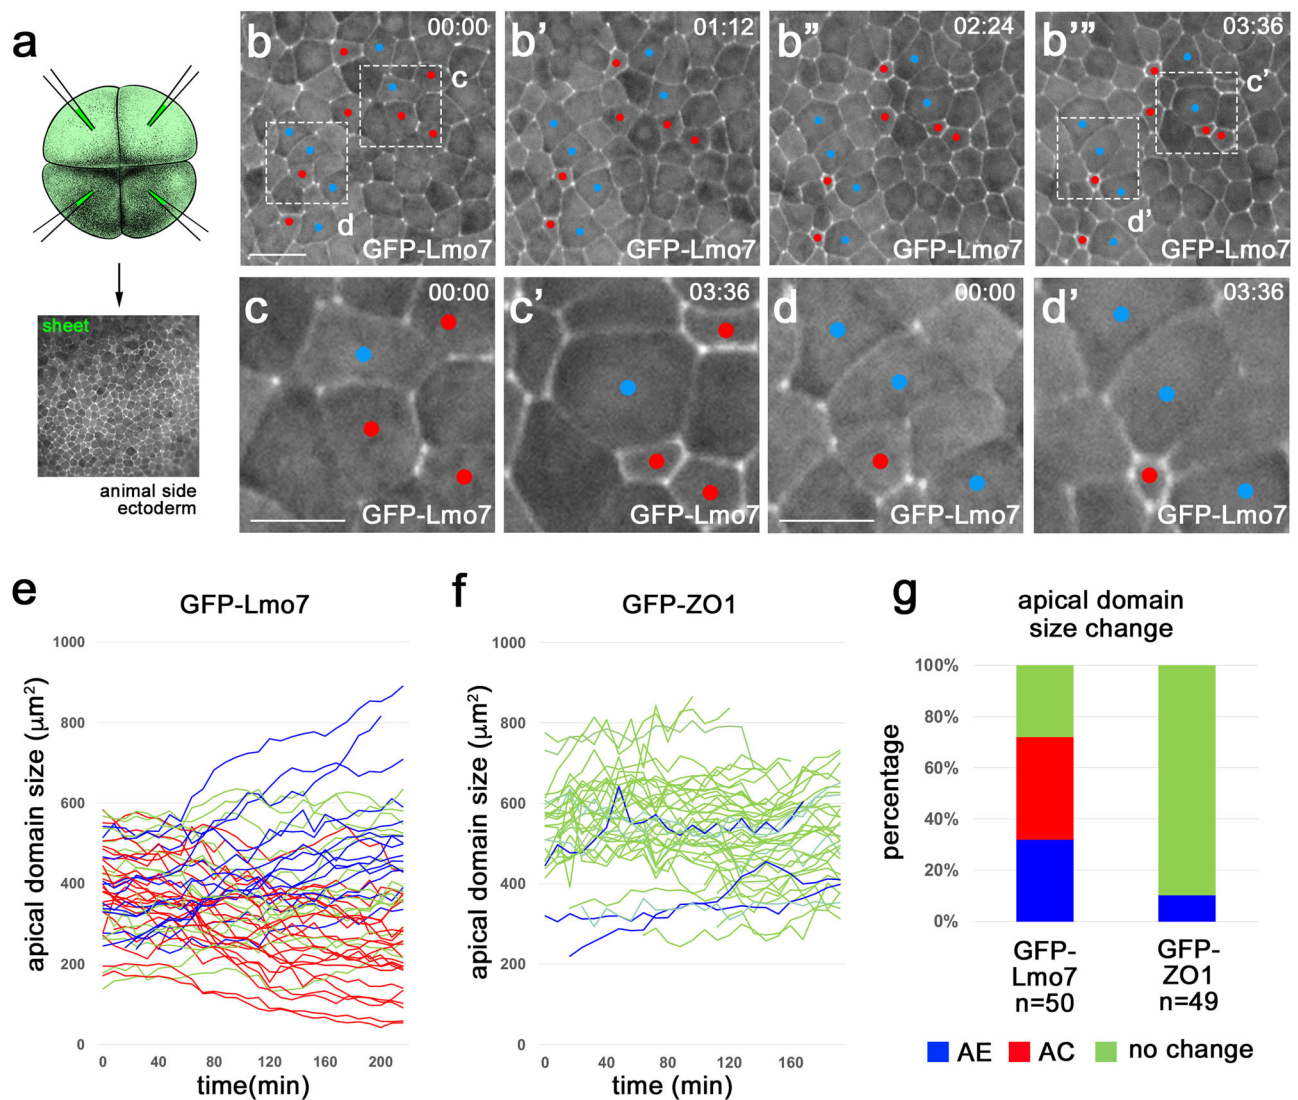 a
sheet
animal side
ectoderm
b
00:00
c
d
GFP-Lmo7
b'
01:12
GFP-Lmo7
b"
02:24
GFP-Lmo7
b"'
03:36
c'
d'
GFP-Lmo7
c
00:00
GFP-Lmo7
c'
03:36
GFP-Lmo7
d
00:00
GFP-Lmo7
d'
03:36
GFP-Lmo7
e
GFP-Lmo7
apical domain size (μm²)
1000
800
600
400
200
0
0 40 80 120 160 200
time(min)
f
GFP-ZO1
apical domain size (μm²)
1000
800
600
400
200
0
0 40 80 120 160
time (min)
g
apical domain
size change
percentage
100%
80%
60%
40%
20%
0%
GFP-
Lmo7
n=50
GFP-
ZO1
n=49
AE AC no change